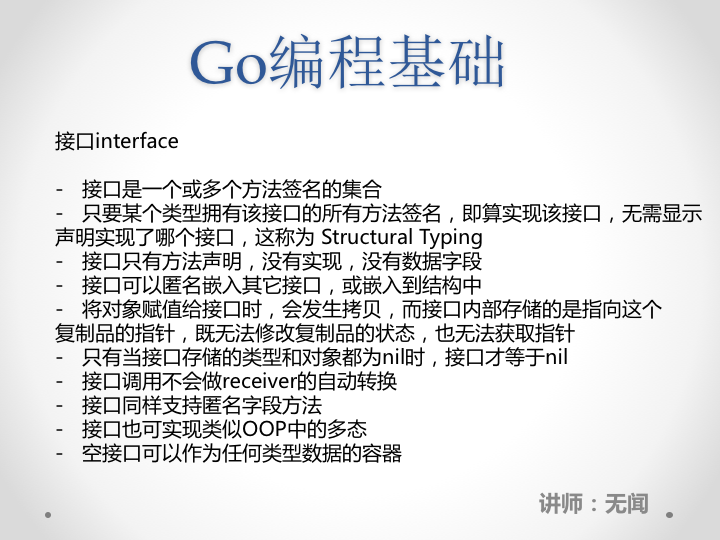 Go编程基础
接口interface
- 接口是一个或多个方法签名的集合
- 只要某个类型拥有该接口的所有方法签名，即算实现该接口，无需显示
声明实现了哪个接口，这称为 Structural Typing
- 接口只有方法声明，没有实现，没有数据字段
- 接口可以匿名嵌入其它接口，或嵌入到结构中
- 将对象赋值给接口时，会发生拷贝，而接口内部存储的是指向这个
复制品的指针，既无法修改复制品的状态，也无法获取指针
- 只有当接口存储的类型和对象都为nil时，接口才等于nil
- 接口调用不会做receiver的自动转换
- 接口同样支持匿名字段方法
- 接口也可实现类似OOP中的多态
- 空接口可以作为任何类型数据的容器
讲师：无闻